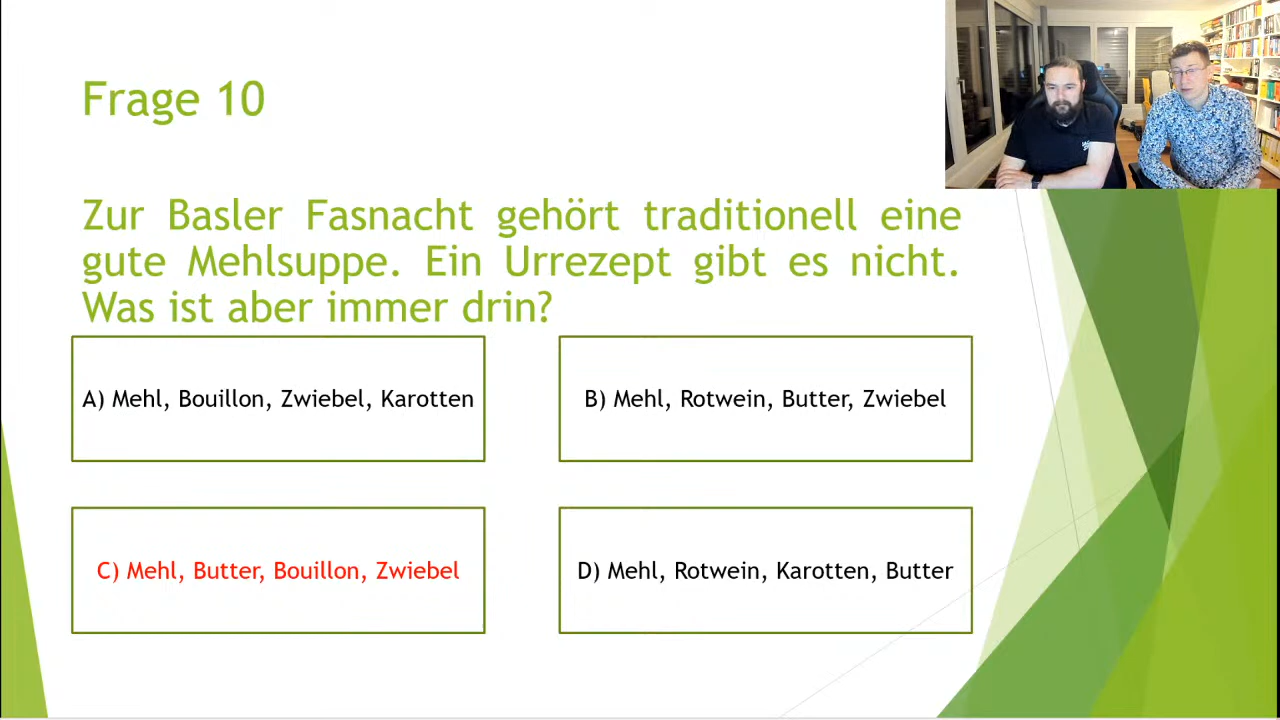 Frage 10
Zur Basler Fasnacht gehört traditionell eine
gute Mehlsuppe. Ein Urrezept gibt es nicht.
Was ist aber immer drin?
A) Mehl, Bouillon, Zwiebel, Karotten
B) Mehl, Rotwein, Butter, Zwiebel
C) Mehl, Butter, Bouillon, Zwiebel
D) Mehl, Rotwein, Karotten, Butter